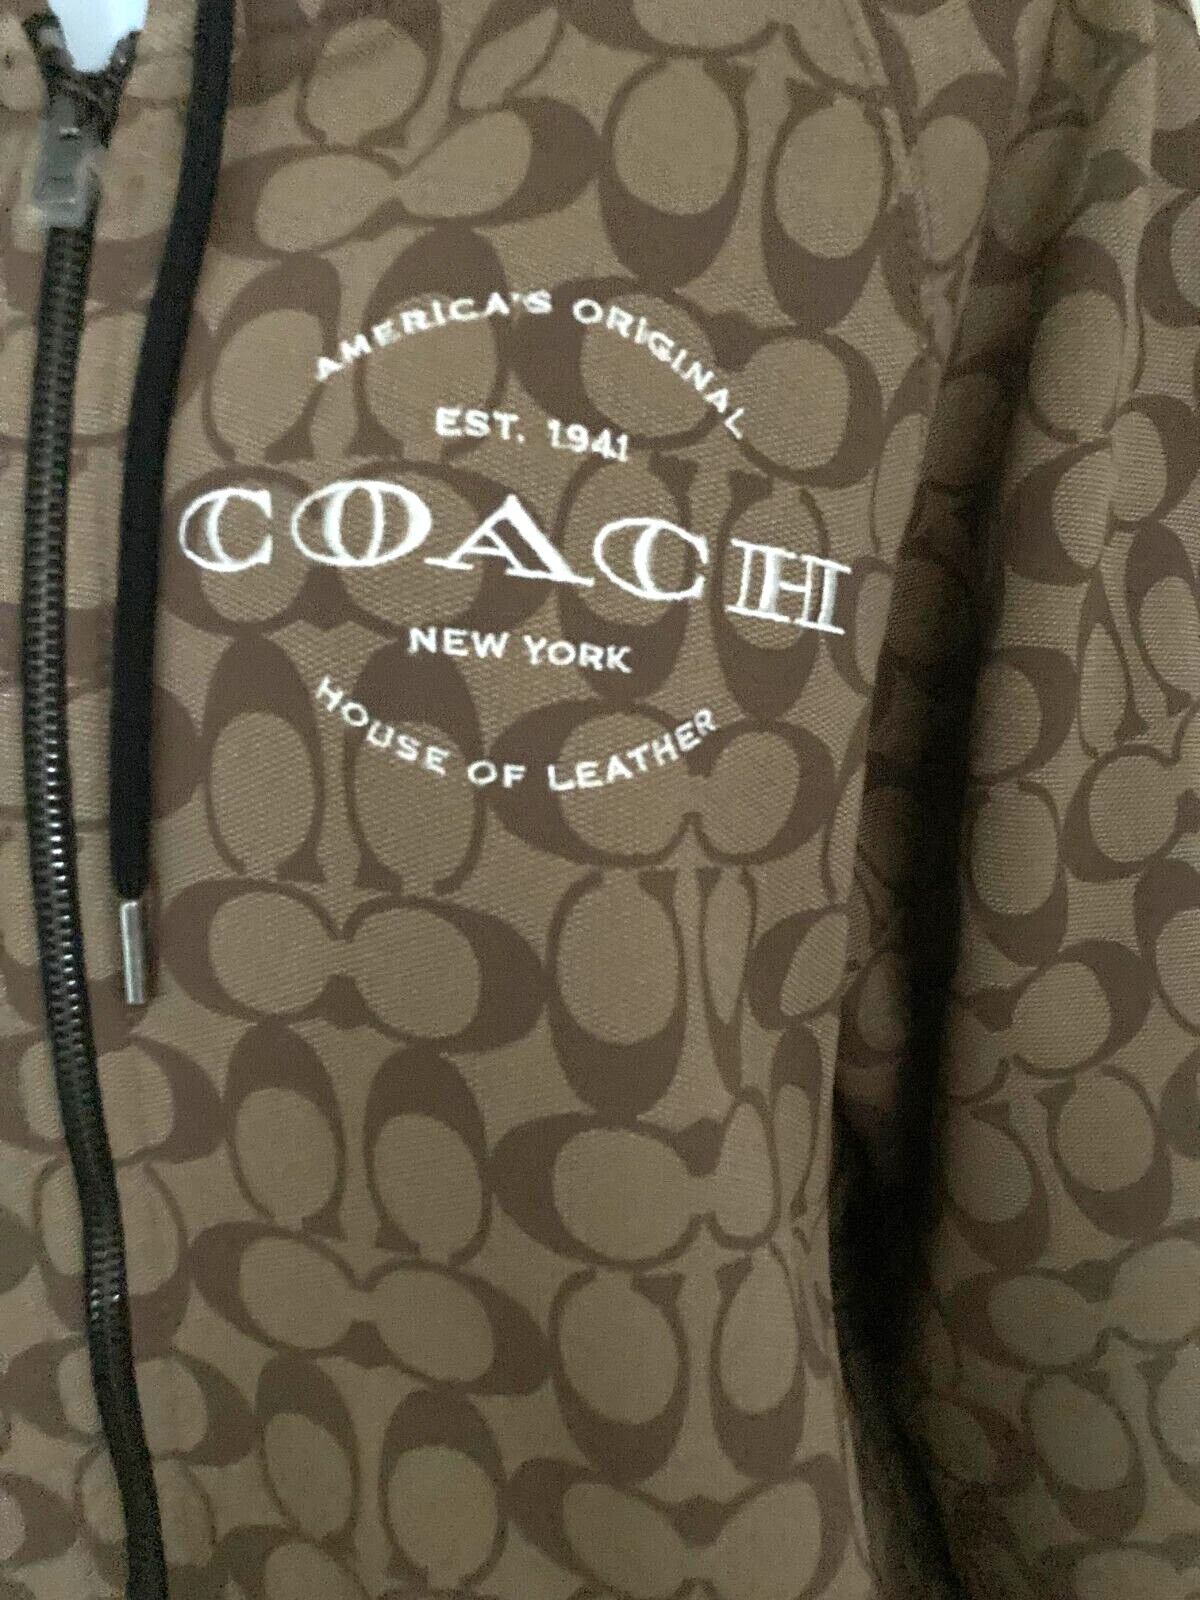 AMERICA'S ORIGINAL
EST. 1941
COACH
NEW YORK
HOUSE OF LEATHER